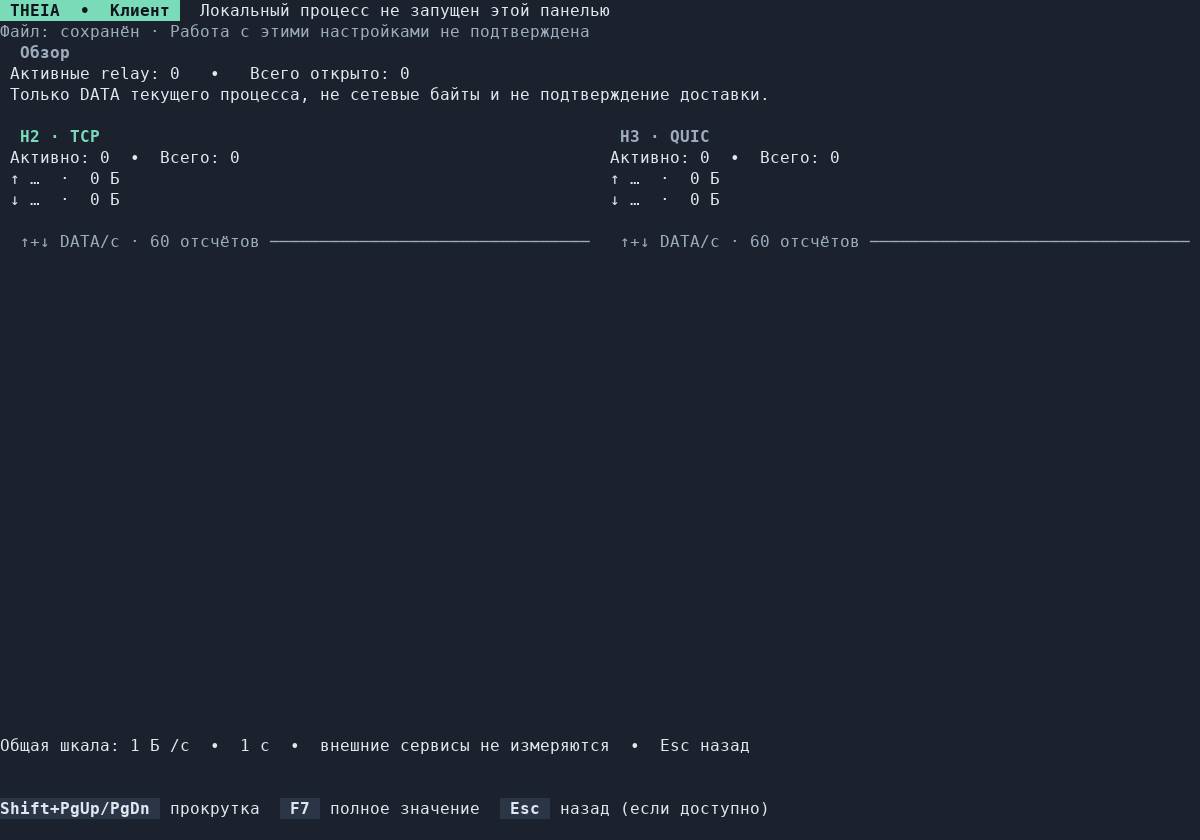 THEIA • Клиент Локальный процесс не запущен этой панелью
Файл: сохранён · Работа с этими настройками не подтверждена
Обзор
Активные relay: 0 • Всего открыто: 0
Только DATA текущего процесса, не сетевые байты и не подтверждение доставки.
H2 · TCP
Активно: 0 • Всего: 0
↑ … · 0 Б
↓ … · 0 Б
↑+↓ DATA/с · 60 отсчётов
H3 · QUIC
Активно: 0 • Всего: 0
↑ … · 0 Б
↓ … · 0 Б
↑+↓ DATA/с · 60 отсчётов
Общая шкала: 1 Б /с • 1 с • внешние сервисы не измеряются • Esc назад
Shift+PgUp/PgDn прокрутка F7 полное значение Esc назад (если доступно)